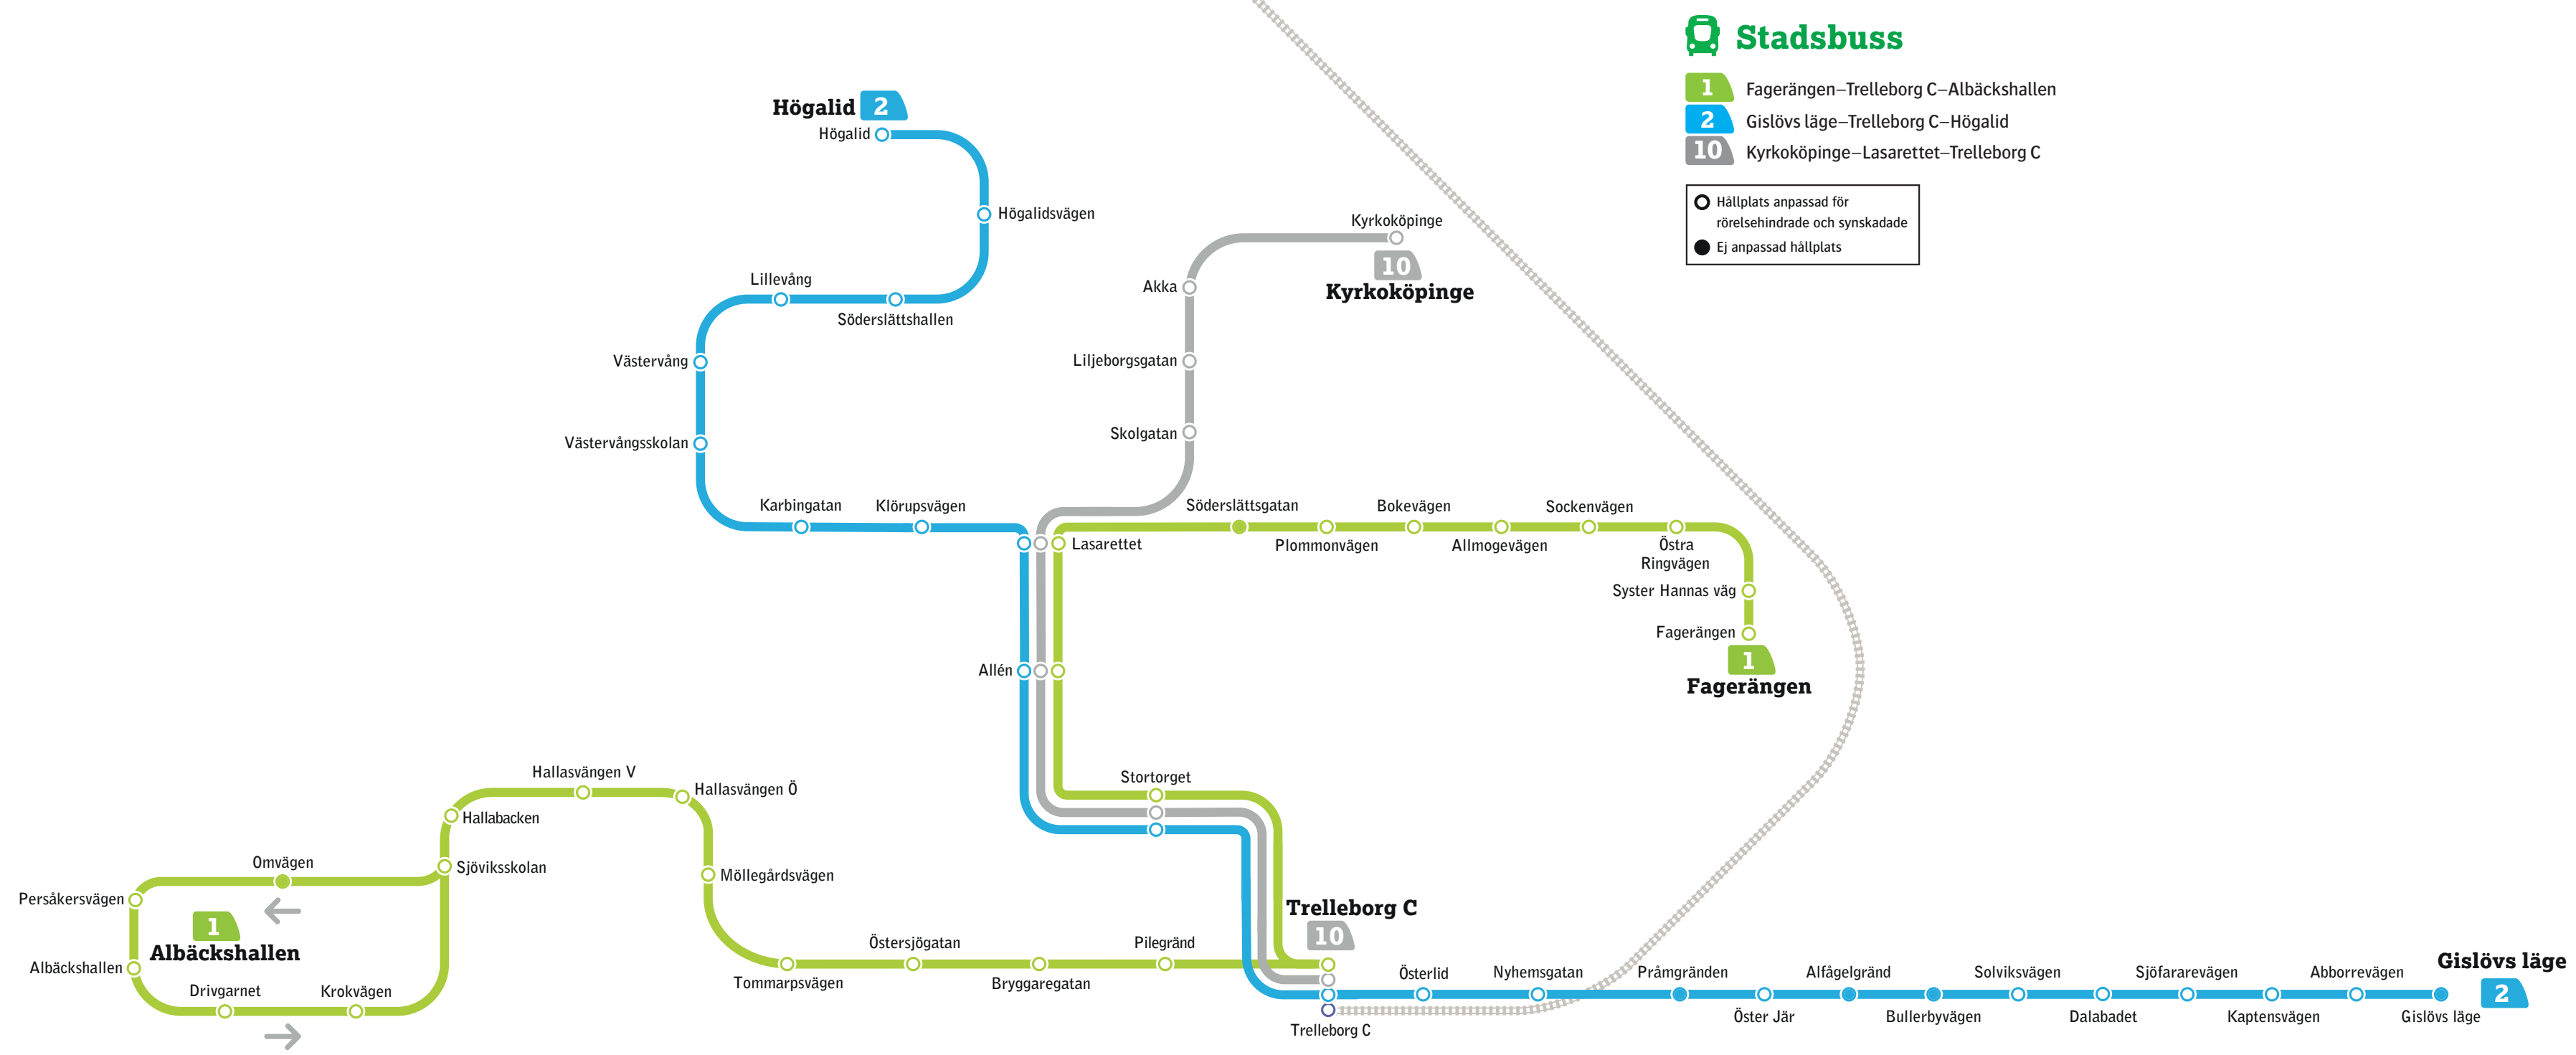 Stadsbuss
1 Fagerängen–Trelleborg C–Albäckshallen
2 Gislövs läge–Trelleborg C–Högalid
10 Kyrkoköpinge–Lasarettet–Trelleborg C
Hållplats anpassad för
rörelsehindrade och synskadade
Ej anpassad hållplats
Högalid 2
Högalid
Högalidsvägen
Lillevång
Söderslättshallen
Västervång
Västervångsskolan
Karbingatan
Klörupsvägen
Kyrkoköpinge
10
Kyrkoköpinge
Akka
Liljeborgsgatan
Skolgatan
Lasarettet
Söderslättsgatan
Plommonvägen
Bokevägen
Allmogevägen
Sockenvägen
Östra
Ringvägen
Syster Hannas väg
Fagerängen
1
Fagerängen
Allén
Stortorget
Hallasvängen V
Hallasvängen Ö
Hallabacken
Sjöviksskolan
Omvägen
Persåkersvägen
1
Albäckshallen
Albäckshallen
Drivgarnet
Krokvägen
Möllegårdsvägen
Tommarpsvägen
Östersjögatan
Bryggaregatan
Pilegränd
Trelleborg C
10
Trelleborg C
Österlid
Nyhemsgatan
Pråmgränden
Öster Jär
Alfågelgränd
Bullerbyvägen
Solviksvägen
Dalabadet
Sjöfararevägen
Kaptensvägen
Abborrevägen
Gislövs läge
Gislövs läge
2